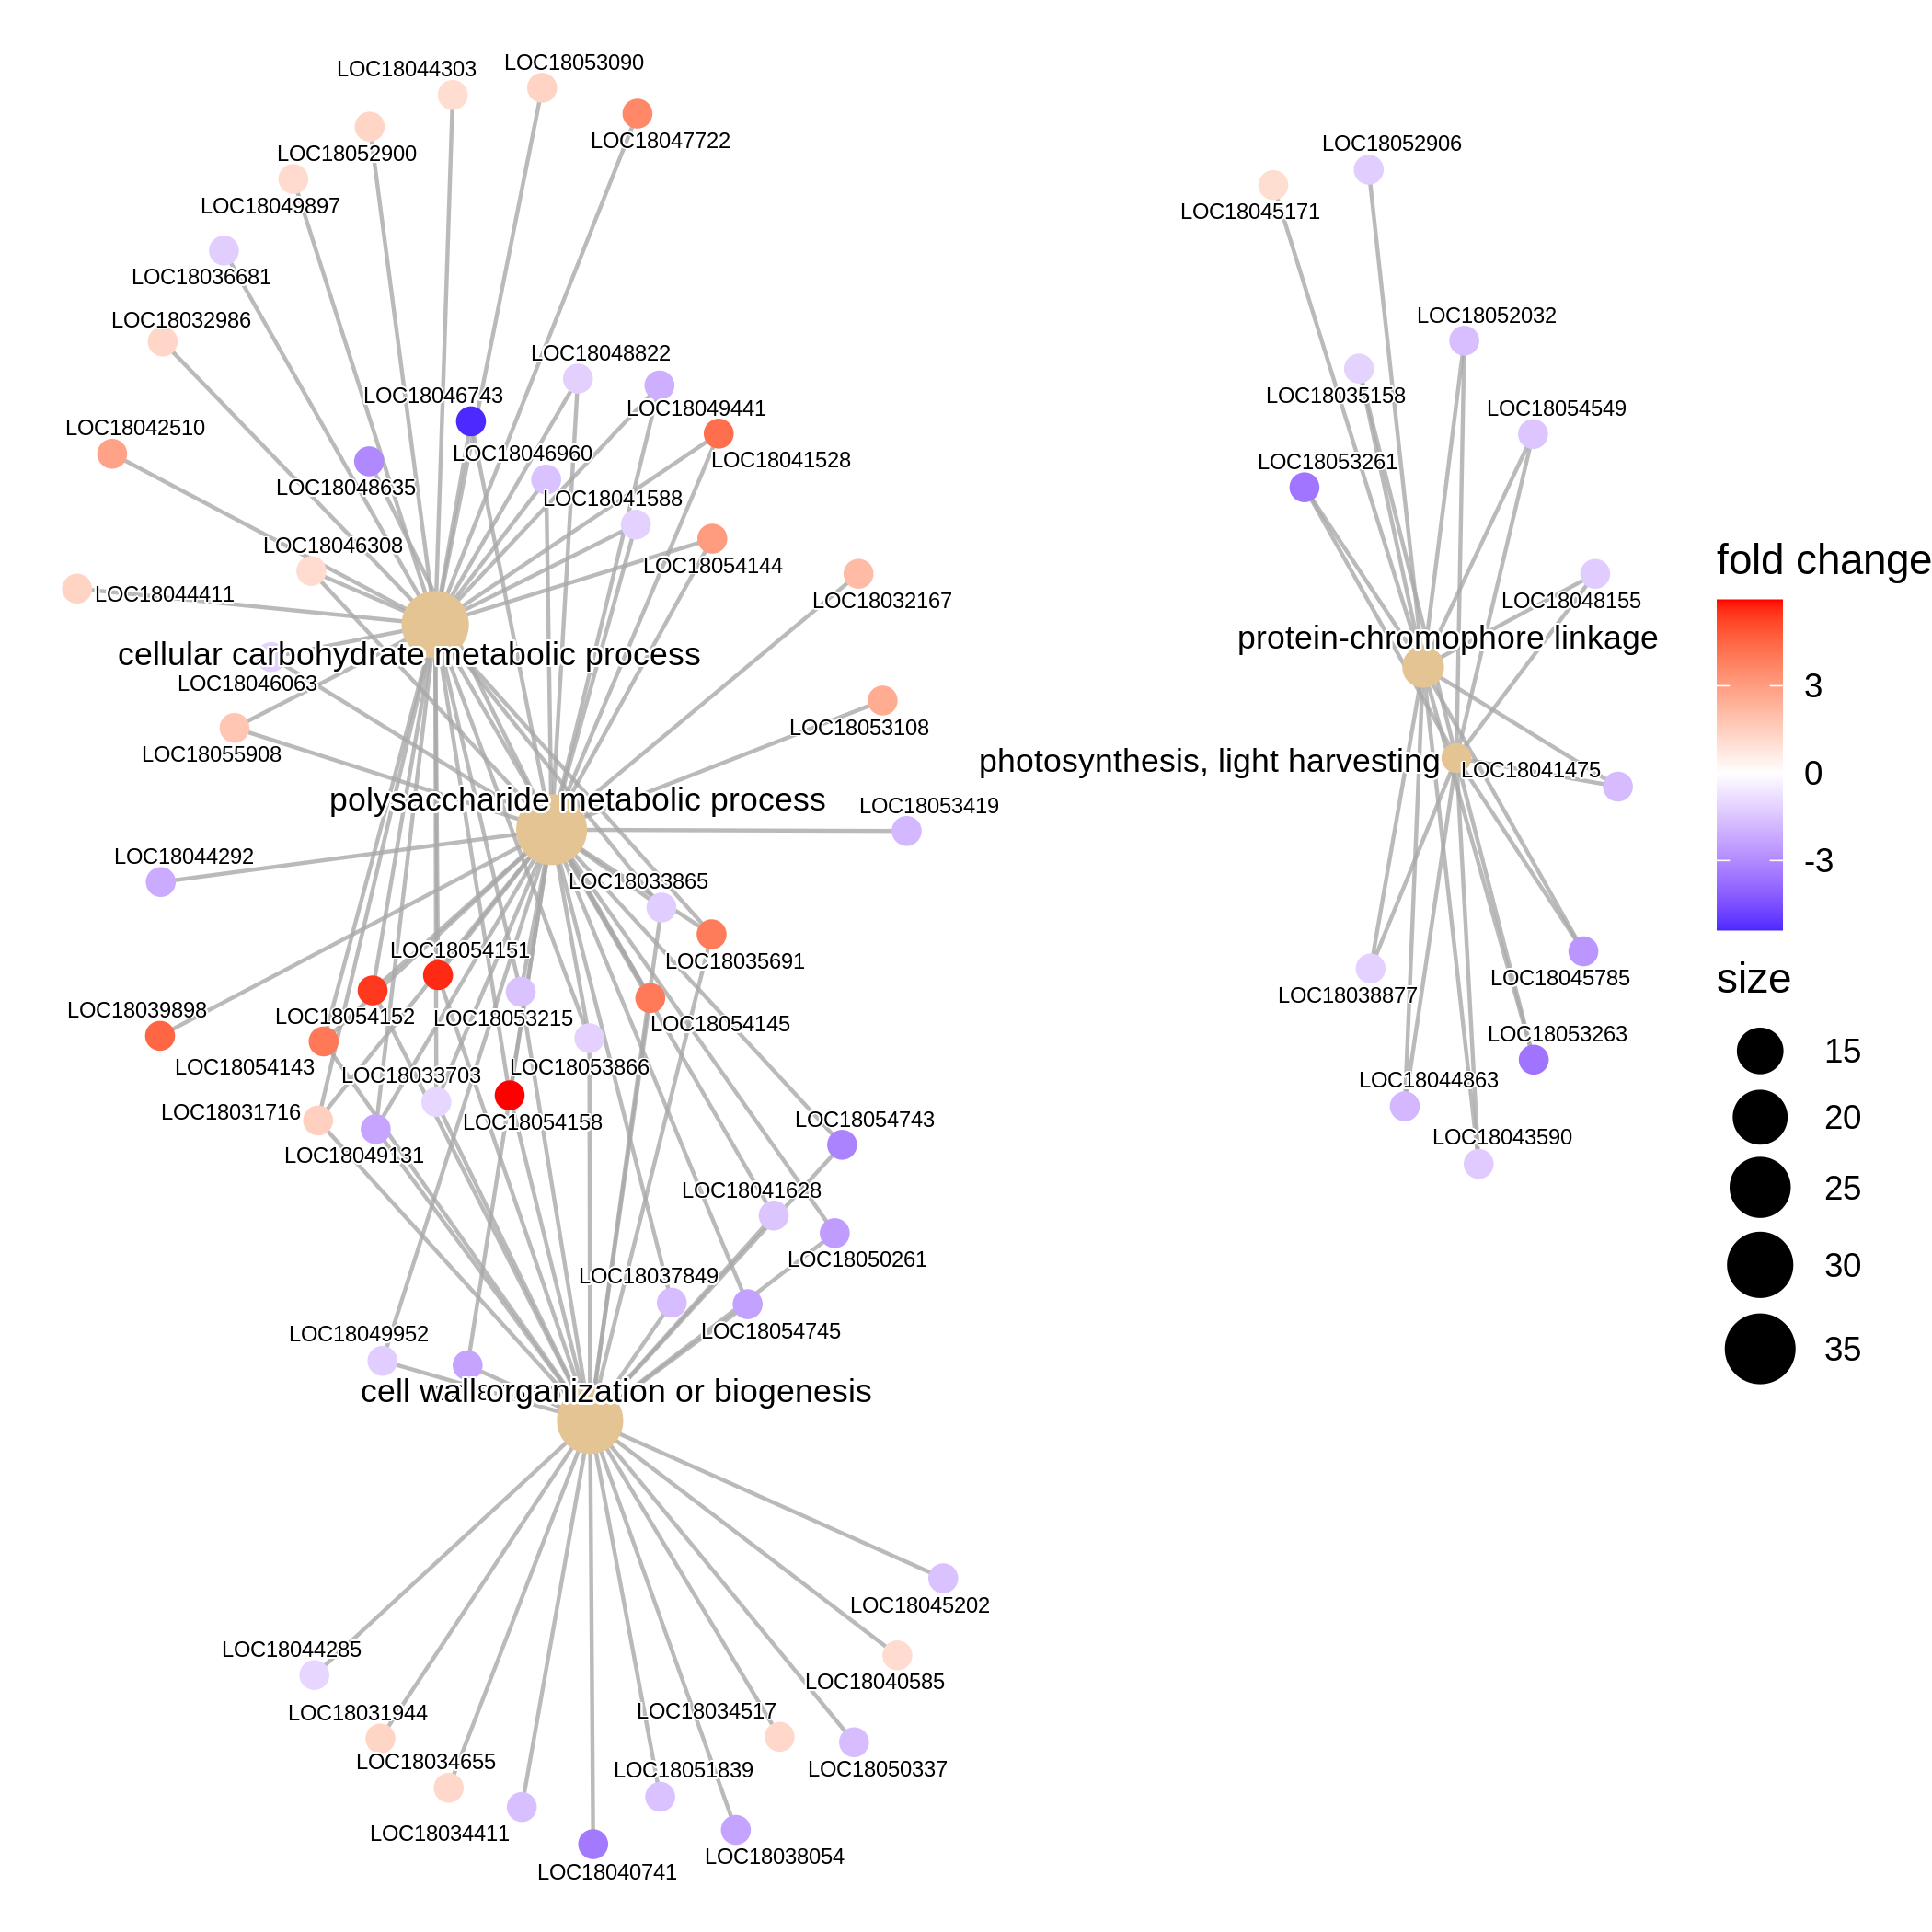 LOC18053090
LOC18044303
LOC18047722
LOC18052900
LOC18049897
LOC18036681
LOC18032986
LOC18048822
LOC18046743
LOC18049441
LOC18042510
LOC18046960
LOC18041528
LOC18048635
LOC18041588
LOC18046308
LOC18054144
LOC18044411
LOC18032167
cellular carbohydrate metabolic process
LOC18046063
LOC18053108
LOC18055908
polysaccharide metabolic process
LOC18053419
LOC18044292
LOC18033865
LOC18054151
LOC18035691
LOC18039898
LOC18054152
LOC18053215
LOC18054145
LOC18054143
LOC18033703
LOC18053866
LOC18031716
LOC18054158
LOC18054743
LOC18049131
LOC18041628
LOC18050261
LOC18037849
LOC18049952
LOC18054745
cell wall organization or biogenesis
LOC18045202
LOC18044285
LOC18040585
LOC18031944
LOC18034517
LOC18034655
LOC18051839
LOC18050337
LOC18034411
LOC18038054
LOC18040741
LOC18052906
LOC18045171
LOC18052032
LOC18035158
LOC18054549
LOC18053261
LOC18048155
protein-chromophore linkage
photosynthesis, light harvesting
LOC18041475
LOC18045785
LOC18038877
LOC18053263
LOC18044863
LOC18043590
fold change
3
0
-3
size
15
20
25
30
35